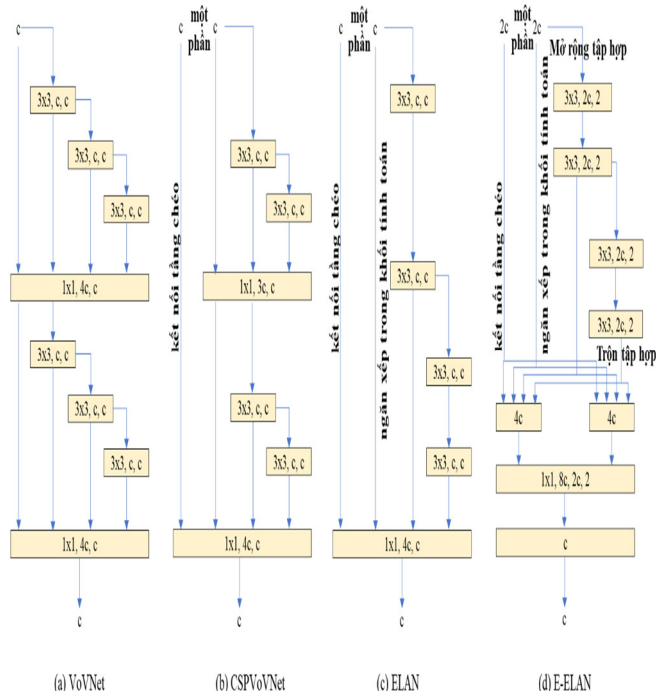 c
3x3, c, c
3x3, c, c
3x3, c, c
1x1, 4c, c
3x3, c, c
3x3, c, c
3x3, c, c
1x1, 4c, c
c
(a) VoVNet
c một phần c
kết nối tầng chéo
3x3, c, c
3x3, c, c
1x1, 3c, c
3x3, c, c
3x3, c, c
1x1, 4c, c
c
(b) CSPVoVNet
c một phần c
kết nối tầng chéo
ngăn xếp trong khối tính toán
3x3, c, c
3x3, c, c
3x3, c, c
3x3, c, c
1x1, 4c, c
c
(c) ELAN
2c một phần 2c
Mở rộng tập hợp
kết nối tầng chéo
ngăn xếp trong khối tính toán
3x3, 2c, 2
3x3, 2c, 2
3x3, 2c, 2
3x3, 2c, 2
Trộn tập hợp
4c
4c
1x1, 8c, 2c, 2
c
c
(d) E-ELAN